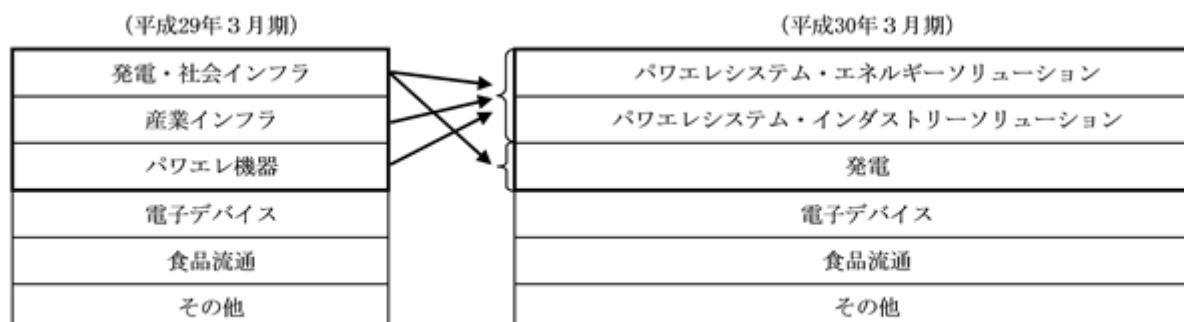 （平成29年３月期）
（平成30年３月期）
発電・社会インフラ
パワエレシステム・エネルギーソリューション
産業インフラ
パワエレシステム・インダストリーソリューション
パワエレ機器
発電
電子デバイス
電子デバイス
食品流通
食品流通
その他
その他